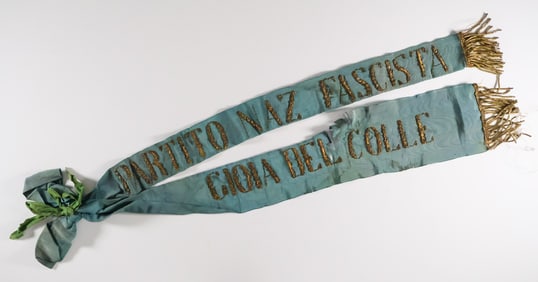 PARTITO NAZ FASCISTA
GIOIA DEL COLLE